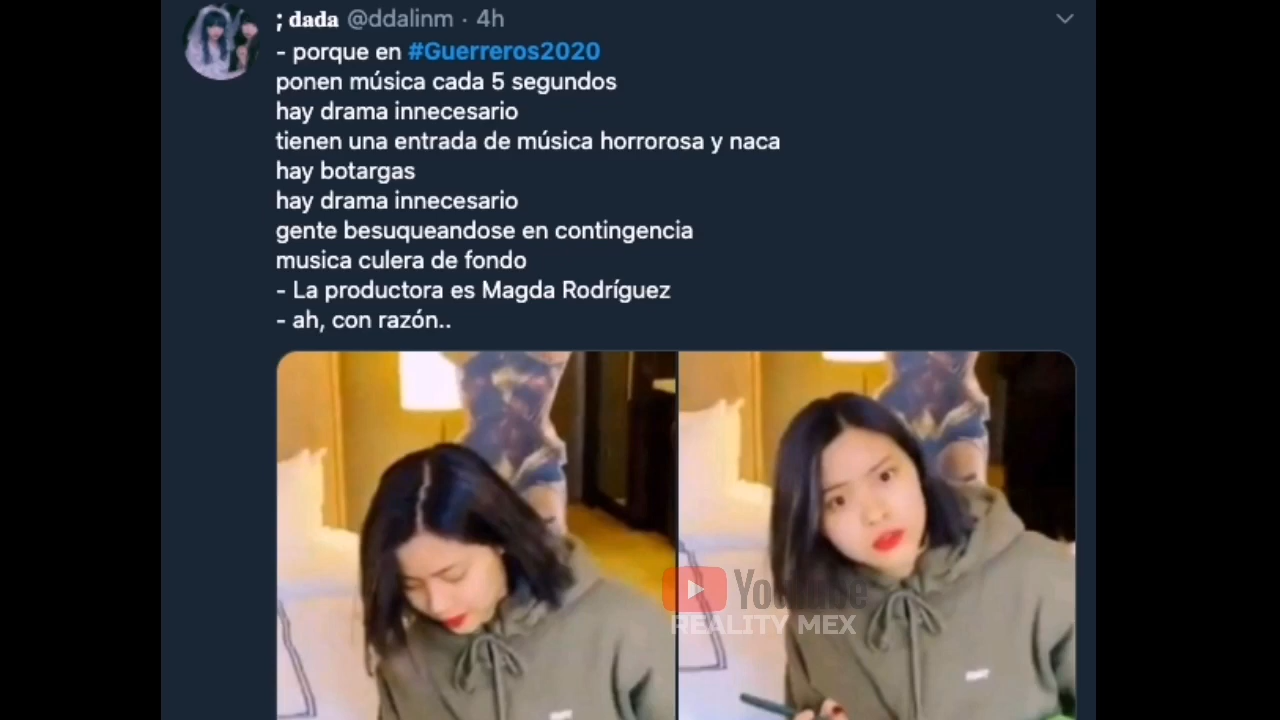 ; dada @ddalinm · 4h
- porque en #Guerreros2020
ponen música cada 5 segundos
hay drama innecesario
tienen una entrada de música horrorosa y naca
hay botargas
hay drama innecesario
gente besuqueandose en contingencia
musica culera de fondo
- La productora es Magda Rodríguez
- ah, con razón..
YouTube
REALITY MEX